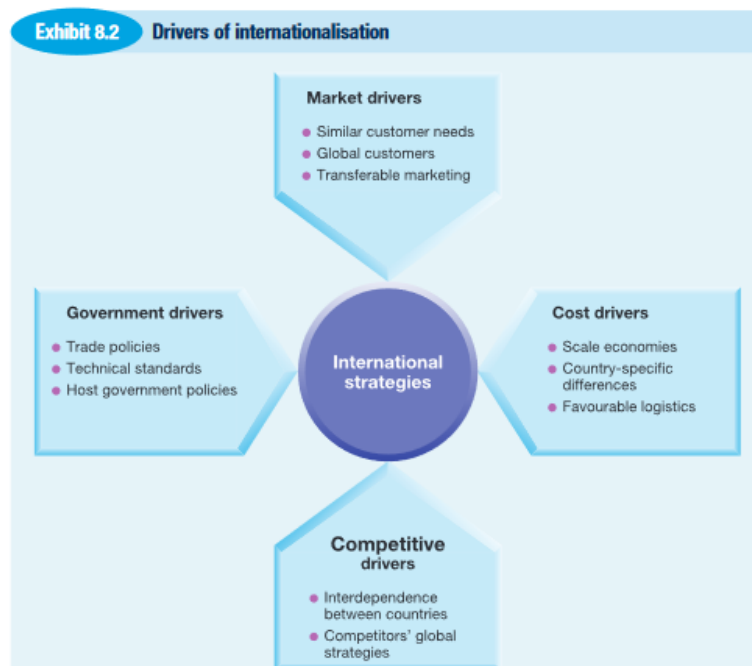 Exhibit 8.2 Drivers of internationalisation
Market drivers
Similar customer needs
Global customers
Transferable marketing
Government drivers
Trade policies
Technical standards
Host government policies
International
strategies
Cost drivers
Scale economies
Country-specific
differences
Favourable logistics
Competitive
drivers
Interdependence
between countries
Competitors' global
strategies